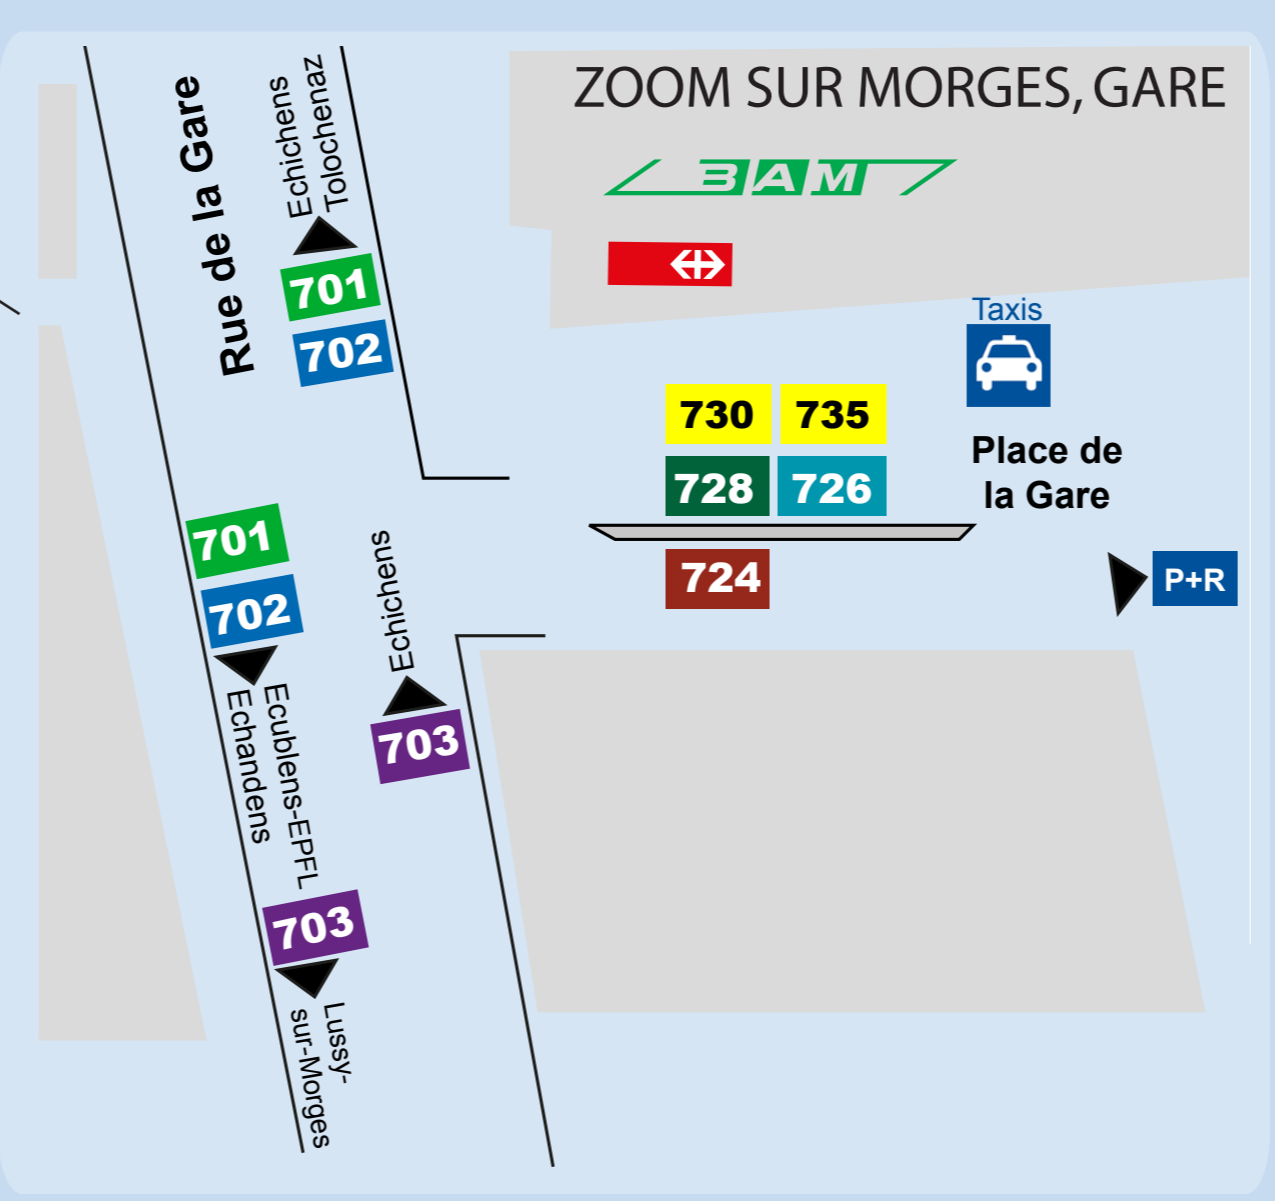 ZOOM SUR MORGES, GARE
BAM
Rue de la Gare
Echichens
Tolochenaz
701
702
Taxis
730 735
728 726
724
Place de
la Gare
P+R
701
702
Ecublens-EPFL
Echandens
Echichens
703
703
Lussy-
sur-Morges